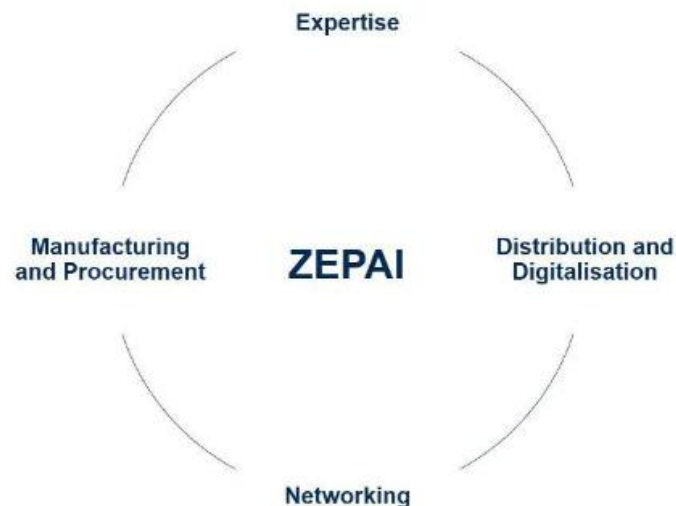 Expertise
Manufacturing
and Procurement
ZEPAI
Distribution and
Digitalisation
Networking